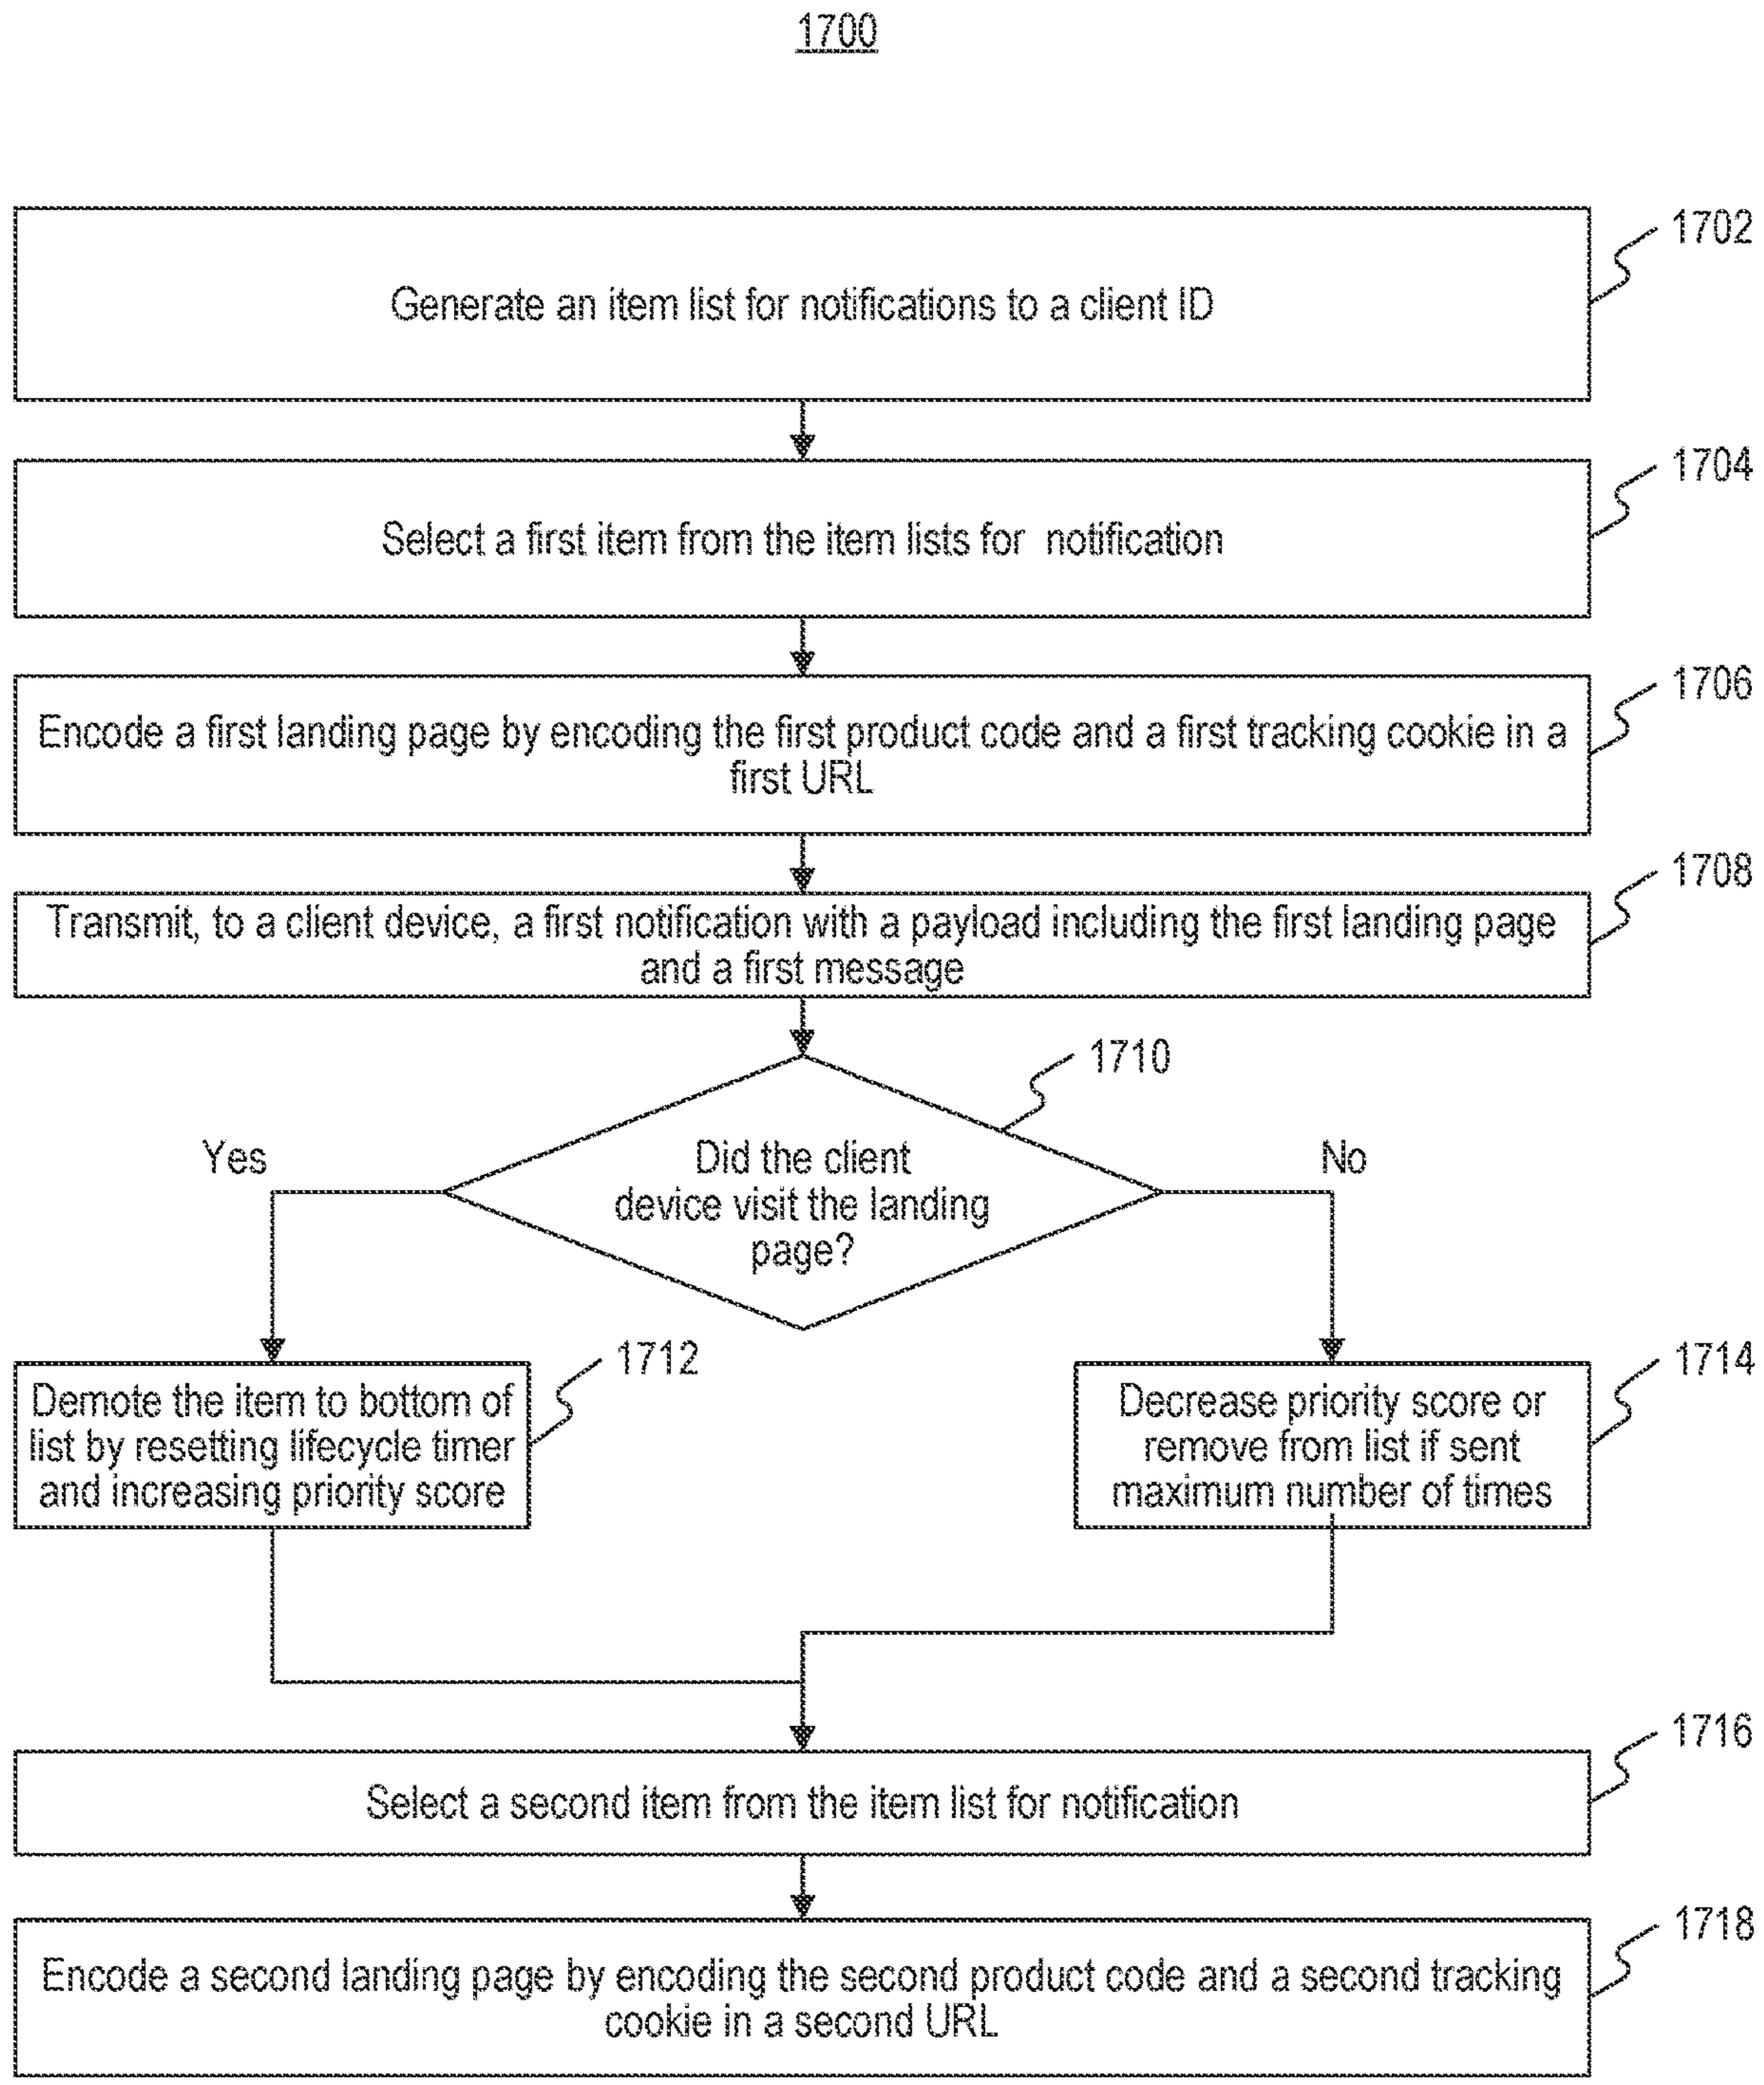 1700
1702
Generate an item list for notifications to a client ID
1704
Select a first item from the item lists for notification
1706
Encode a first landing page by encoding the first product code and a first tracking cookie in a
first URL
1708
Transmit, to a client device, a first notification with a payload including the first landing page
and a first message
1710
Yes
No
Did the client
device visit the landing
page?
1712
Demote the item to bottom of
list by resetting lifecycle timer
and increasing priority score
1714
Decrease priority score or
remove from list if sent
maximum number of times
1716
Select a second item from the item list for notification
1718
Encode a second landing page by encoding the second product code and a second tracking
cookie in a second URL